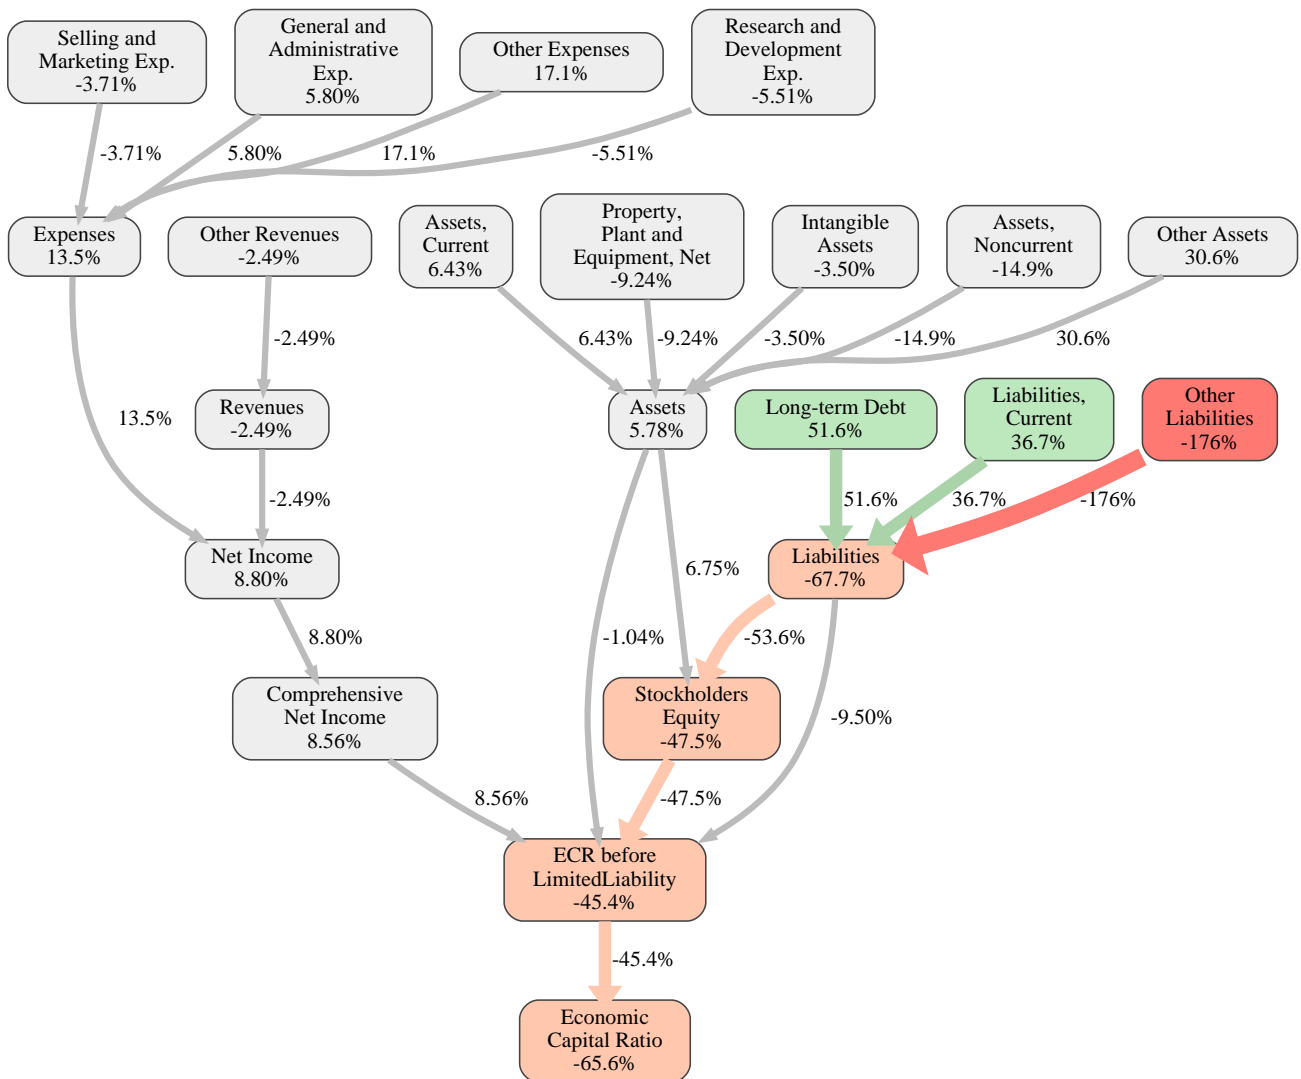 Selling and
Marketing Exp.
-3.71%
General and
Administrative
Exp.
5.80%
Other Expenses
17.1%
Research and
Development
Exp.
-5.51%
-3.71%
5.80%
17.1%
-5.51%
Expenses
13.5%
Other Revenues
-2.49%
Assets,
Current
6.43%
Property,
Plant and
Equipment, Net
-9.24%
Intangible
Assets
-3.50%
Assets,
Noncurrent
-14.9%
Other Assets
30.6%
-2.49%
6.43%
-9.24%
-3.50%
-14.9%
30.6%
13.5%
Revenues
-2.49%
Assets
5.78%
Long-term Debt
51.6%
Liabilities,
Current
36.7%
Other
Liabilities
-176%
-2.49%
51.6%
36.7%
-176%
Net Income
8.80%
6.75%
Liabilities
-67.7%
8.80%
-1.04%
-53.6%
Comprehensive
Net Income
8.56%
Stockholders
Equity
-47.5%
-9.50%
8.56%
-47.5%
ECR before
LimitedLiability
-45.4%
-45.4%
Economic
Capital Ratio
-65.6%